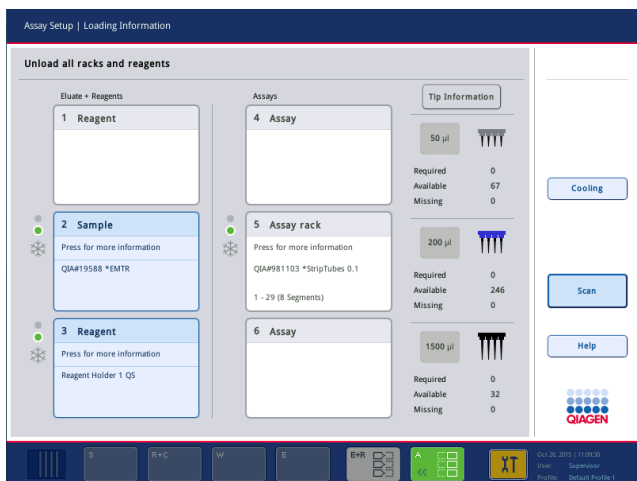 Assay Setup | Loading Information
Unload all racks and reagents
Eluate + Reagents
Assays
Tip Information
1 Reagent
4 Assay
50 µl
Required 0
Available 67
Missing 0
Cooling
2 Sample
Press for more information
QIA#19588 *EMTR
5 Assay rack
Press for more information
QIA#981103 *StripTubes 0.1
1 - 29 (8 Segments)
200 µl
Required 0
Available 246
Missing 0
Scan
3 Reagent
Press for more information
Reagent Holder 1 QS
6 Assay
1500 µl
Required 0
Available 32
Missing 0
Help
QIAGEN
S
R+C
W
E
E+R
A
Oct 26, 2015 | 11:09:30
User: Supervisor
Profile: Default Profile 1